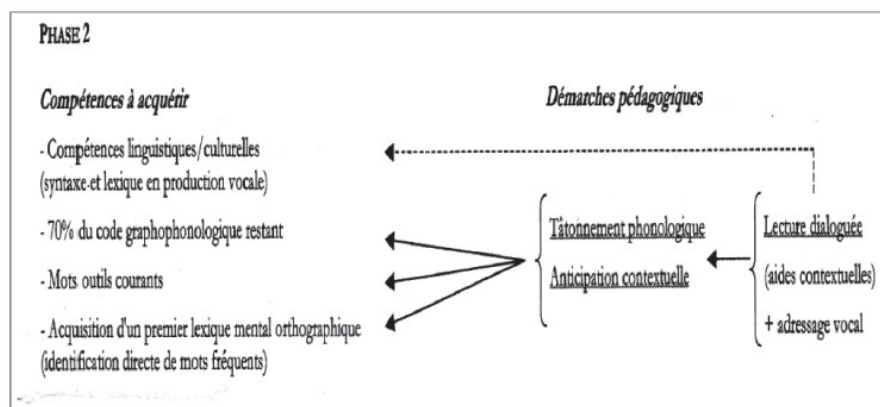 PHASE 2
Compétences à acquérir
Démarches pédagogiques
- Compétences linguistiques/culturelles
(syntaxe et lexique en production vocale)
- 70% du code graphophonologique restant
- Mots outils courants
- Acquisition d'un premier lexique mental orthographique
(identification directe de mots fréquents)
Tâtonnement phonologique
Anticipation contextuelle
Lecture dialoguée
(aides contextuelles)
+ adressage vocal